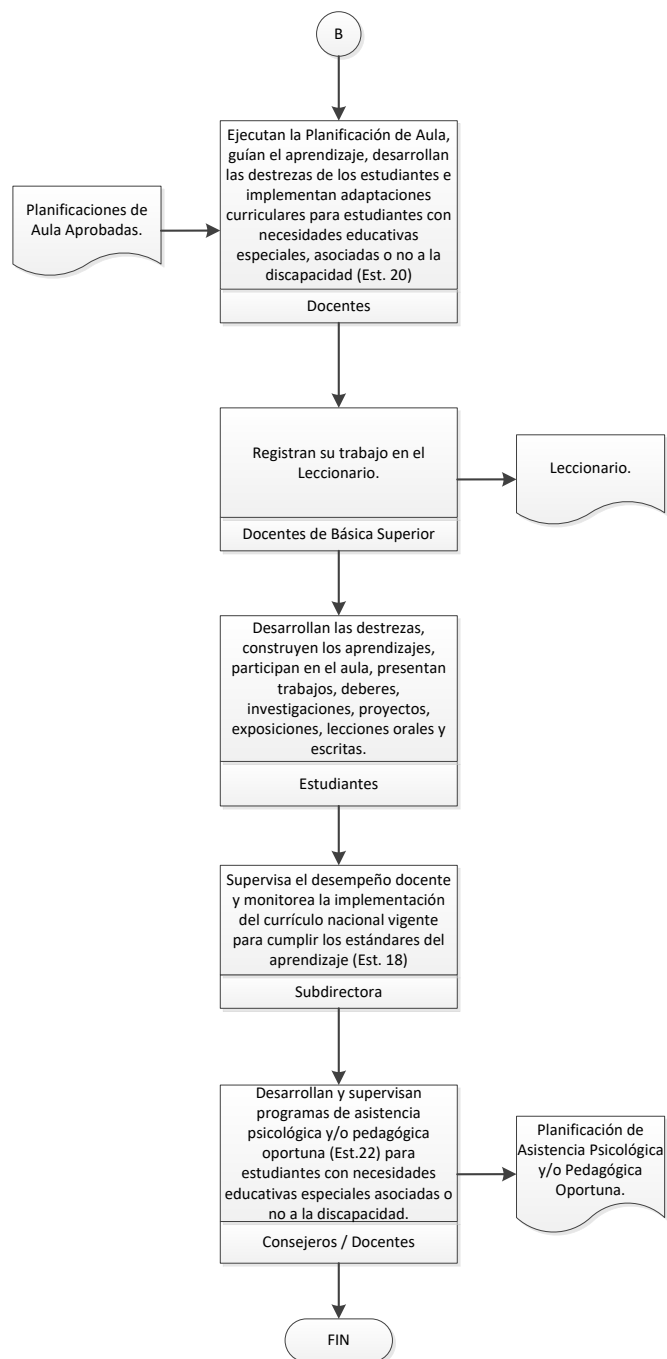 B
Ejecutan la Planificación de Aula,
guían el aprendizaje, desarrollan
las destrezas de los estudiantes e
implementan adaptaciones
curriculares para estudiantes con
necesidades educativas
especiales, asociadas o no a la
discapacidad (Est. 20)
Docentes
Planificaciones de
Aula Aprobadas.
Registran su trabajo en el
Leccionario.
Docentes de Básica Superior
Leccionario.
Desarrollan las destrezas,
construyen los aprendizajes,
participan en el aula, presentan
trabajos, deberes,
investigaciones, proyectos,
exposiciones, lecciones orales y
escritas.
Estudiantes
Supervisa el desempeño docente
y monitorea la implementación
del currículo nacional vigente
para cumplir los estándares del
aprendizaje (Est. 18)
Subdirectora
Desarrollan y supervisan
programas de asistencia
psicológica y/o pedagógica
oportuna (Est.22) para
estudiantes con necesidades
educativas especiales asociadas o
no a la discapacidad.
Consejeros / Docentes
Planificación de
Asistencia Psicológica
y/o Pedagógica
Oportuna.
FIN